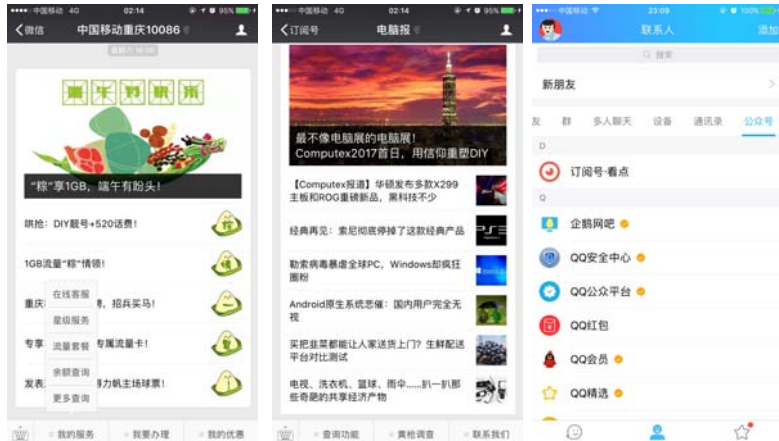 中国移动 4G 02:14 95%
微信 中国移动重庆10086
端午节快乐
“粽”享1GB，端午有盼头！
哄抢：DIY靓号+520话费！
1GB流量“粽”情领！
重庆 ，招兵买马！
专享 专属流量卡！
发表 力帆主场球票！
在线客服
星级服务
流量套餐
余额查询
更多查询
我的服务 我要办理 我的优惠
中国移动 4G 02:14 95%
订阅号 电脑报
最不像电脑展的电脑展！
Computex2017首日，用信仰重塑DIY
【Computex报道】华硕发布多款X299
主板和ROG重磅新品，黑科技不少
经典再见：索尼彻底停掉了这款经典产品
勒索病毒暴虐全球PC，Windows却疯狂
圈粉
Android原生系统悲催：国内用户完全无
视
买把韭菜都能让人家送货上门？生鲜配送
平台对比测试
电视、洗衣机、篮球、雨伞……扒一扒那
些奇葩的共享经济产物
查询功能 黄枪调查 联系我们
中国移动 23:09 100%
联系人 添加
搜索
新朋友
友 群 多人聊天 设备 通讯录 公众号
D
订阅号·看点
Q
企鹅网吧
QQ安全中心
QQ公众平台
QQ红包
QQ会员
QQ精选